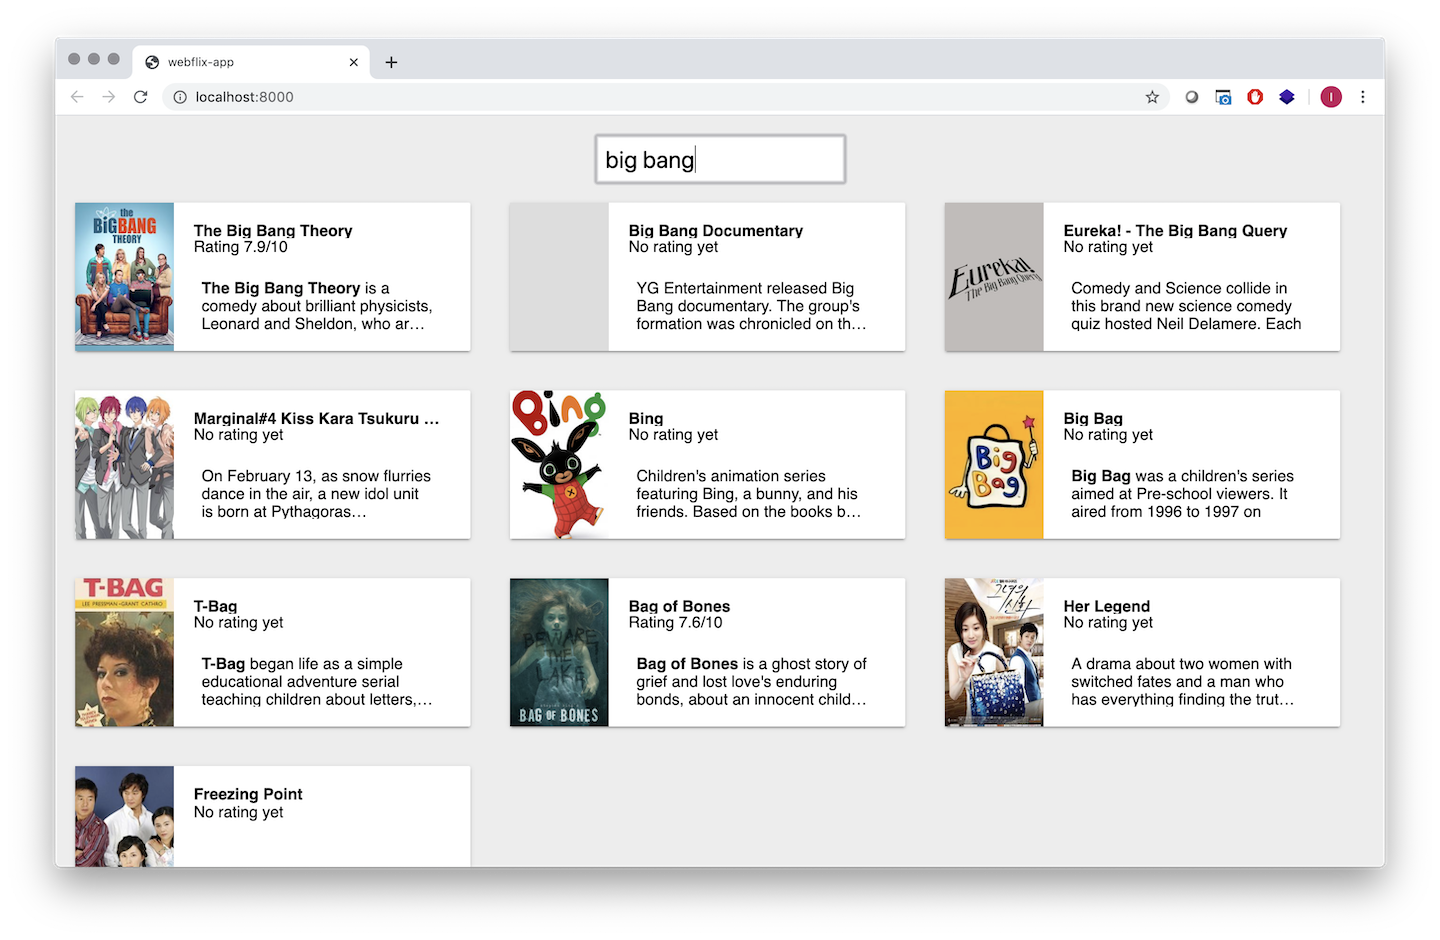 webflix-app
localhost:8000
I
big bang
the
BiGBANG
THEORY
The Big Bang Theory
Rating 7.9/10
The Big Bang Theory is a
comedy about brilliant physicists,
Leonard and Sheldon, who ar…
Big Bang Documentary
No rating yet
YG Entertainment released Big
Bang documentary. The group's
formation was chronicled on th…
Eureka!
The Big Bang Query
Eureka! - The Big Bang Query
No rating yet
Comedy and Science collide in
this brand new science comedy
quiz hosted Neil Delamere. Each
Marginal#4 Kiss Kara Tsukuru ...
No rating yet
On February 13, as snow flurries
dance in the air, a new idol unit
is born at Pythagoras…
Bing
Bing
No rating yet
Children's animation series
featuring Bing, a bunny, and his
friends. Based on the books b…
Big
Bag
Big Bag
No rating yet
Big Bag was a children's series
aimed at Pre-school viewers. It
aired from 1996 to 1997 on
T-BAG
LEE PRESSMAN·GRANT CATHRO
T-Bag
No rating yet
T-Bag began life as a simple
educational adventure serial
teaching children about letters,…
BEWARE
THE
LAKE
BAG OF BONES
Bag of Bones
Rating 7.6/10
Bag of Bones is a ghost story of
grief and lost love's enduring
bonds, about an innocent child…
그녀의
신화
Her Legend
No rating yet
A drama about two women with
switched fates and a man who
has everything finding the trut…
Freezing Point
No rating yet